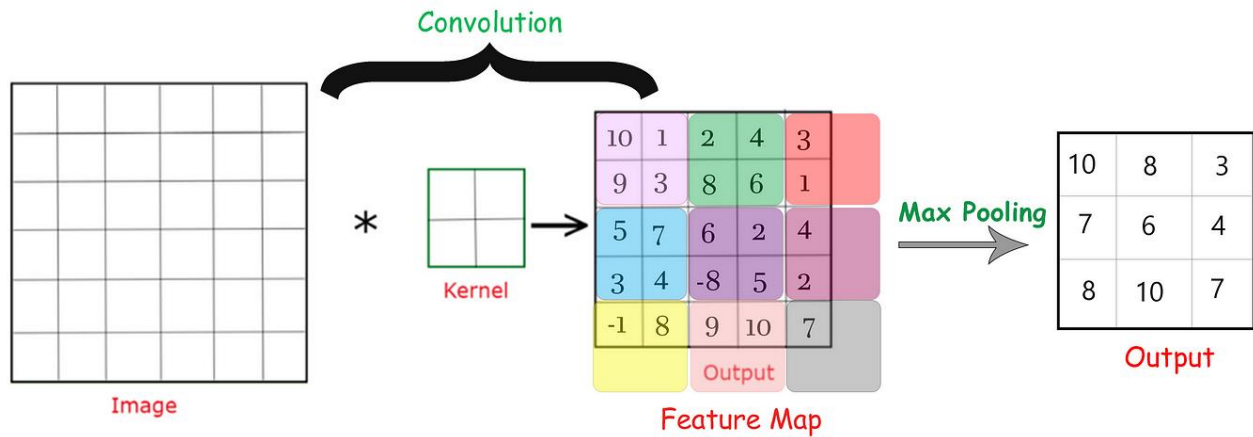 Convolution
Image
*
Kernel
10 1 2 4 3
9 3 8 6 1
5 7 6 2 4
3 4 -8 5 2
-1 8 9 10 7
Output
Feature Map
Max Pooling
10 8 3
7 6 4
8 10 7
Output